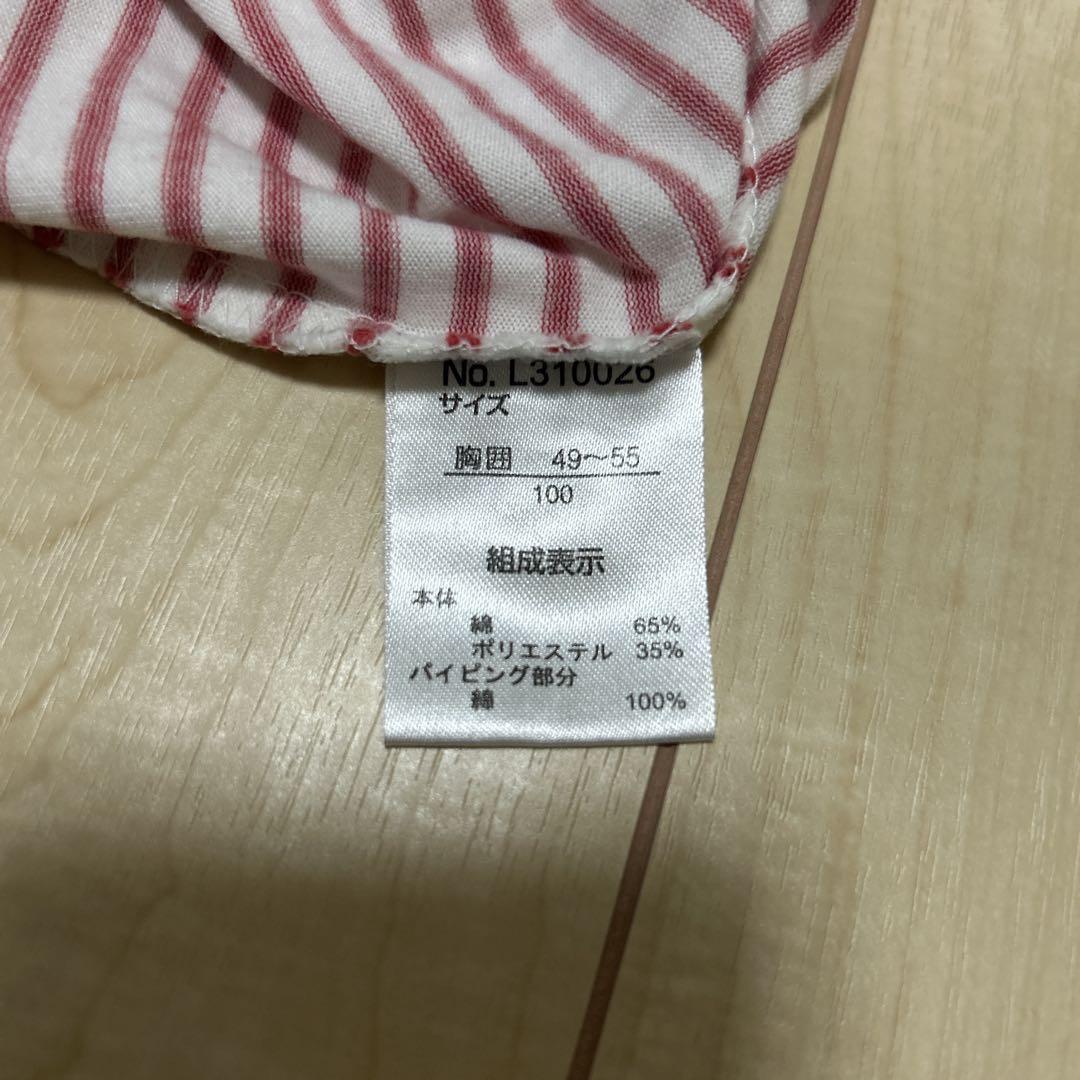 No. L310026
サイズ
胸囲 49〜55
100
組成表示
本体
綿 65%
ポリエステル 35%
パイピング部分
綿 100%